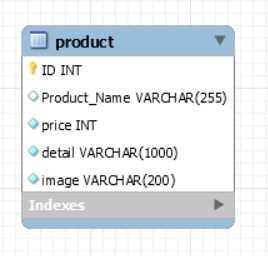 product
ID INT
Product_Name VARCHAR(255)
price INT
detail VARCHAR(1000)
image VARCHAR(200)
Indexes